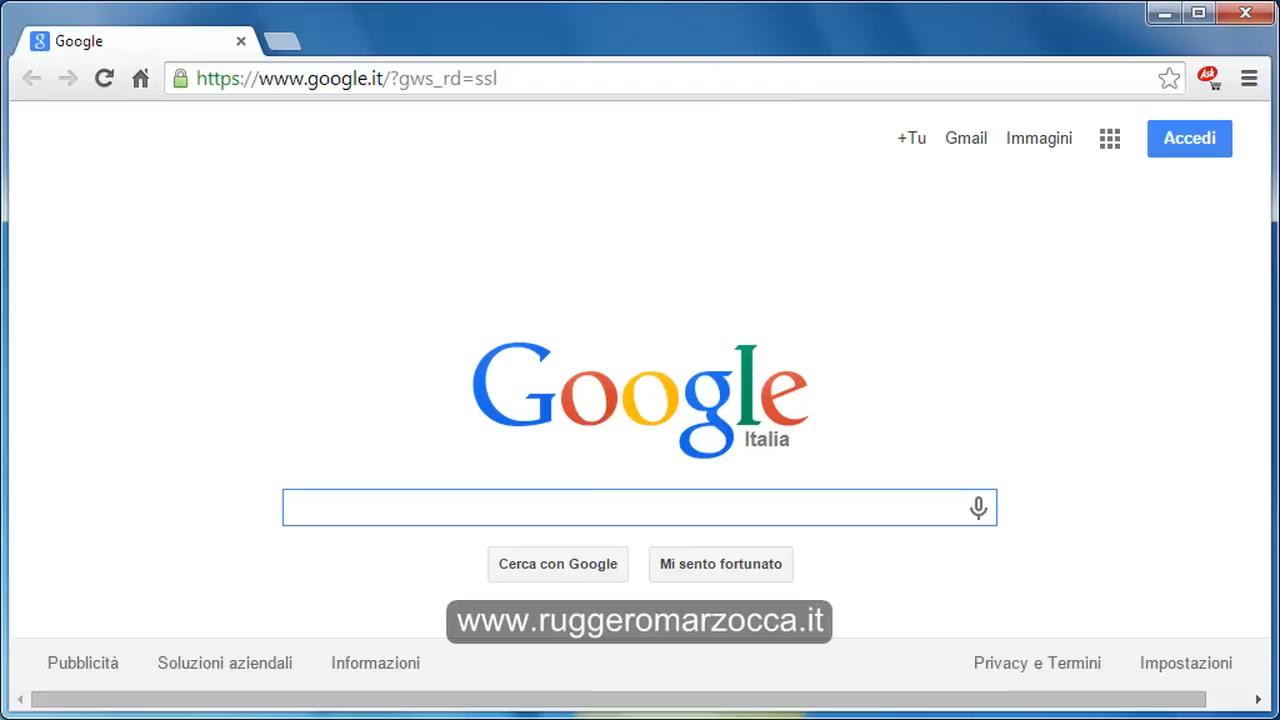 Google
https://www.google.it/?gws_rd=ssl
Ask
+Tu Gmail Immagini Accedi
Google
Italia
Cerca con Google Mi sento fortunato
www.ruggeromarzocca.it
Pubblicità Soluzioni aziendali Informazioni Privacy e Termini Impostazioni